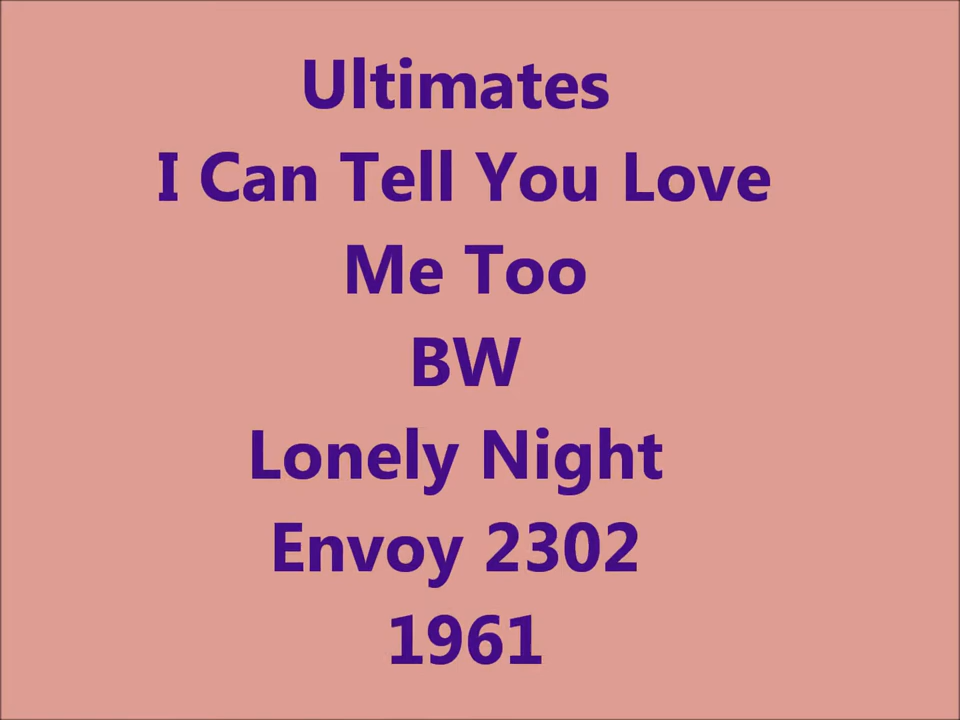 Ultimates
I Can Tell You Love
Me Too
BW
Lonely Night
Envoy 2302
1961